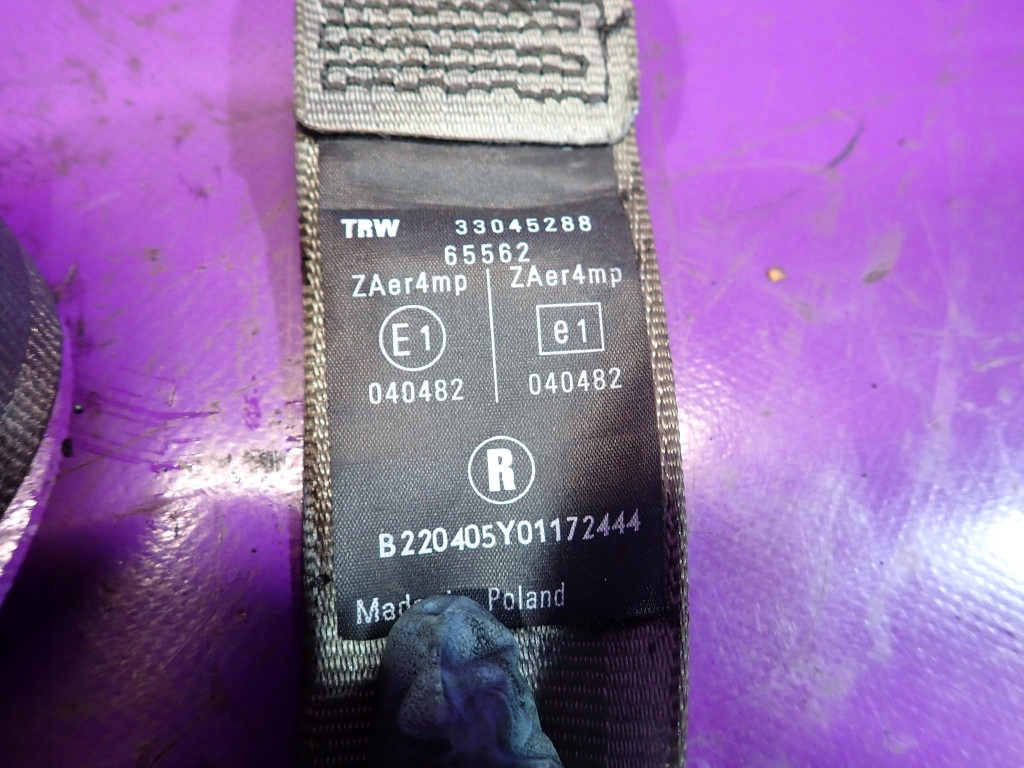 TRW 33045288
65562
ZAer4mp ZAer4mp
E1 e1
040482 040482
R
B220405Y01172444
Poland